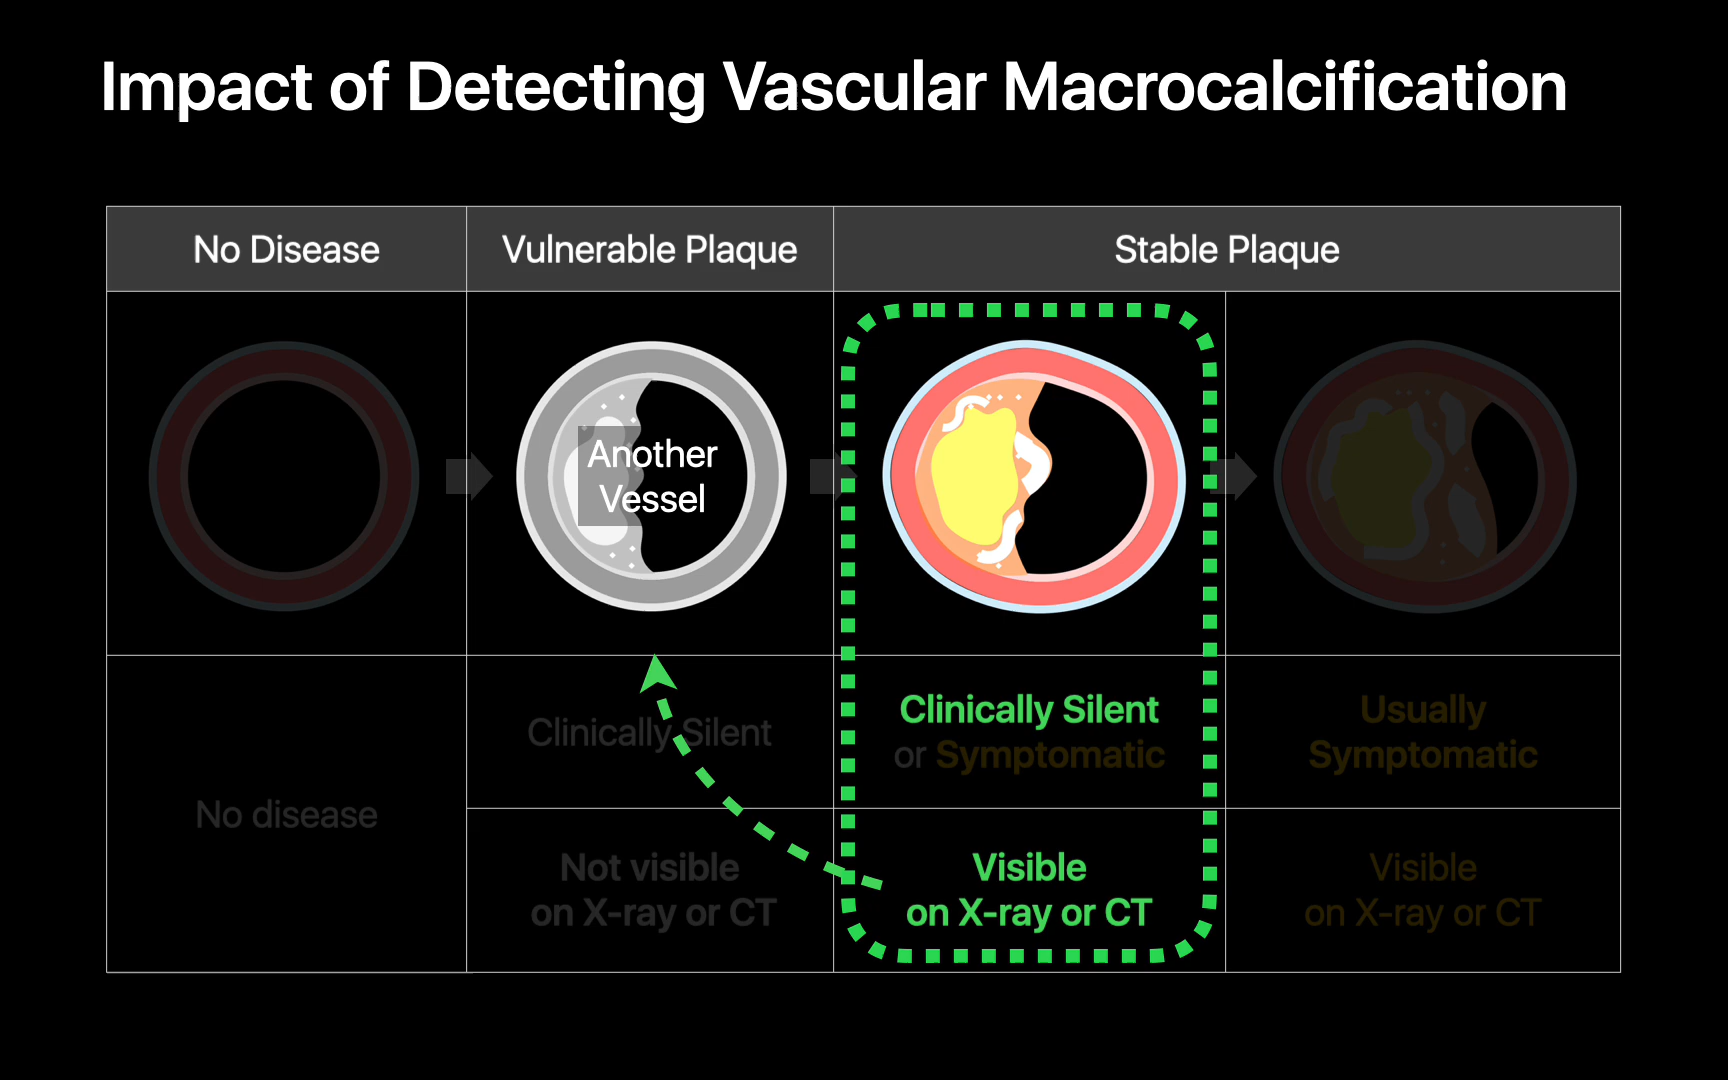 Impact of Detecting Vascular Macrocalcification
No Disease
Vulnerable Plaque
Stable Plaque
Another
Vessel
No disease
Clinically Silent
Clinically Silent
or Symptomatic
Usually
Symptomatic
Not visible
on X-ray or CT
Visible
on X-ray or CT
Visible
on X-ray or CT